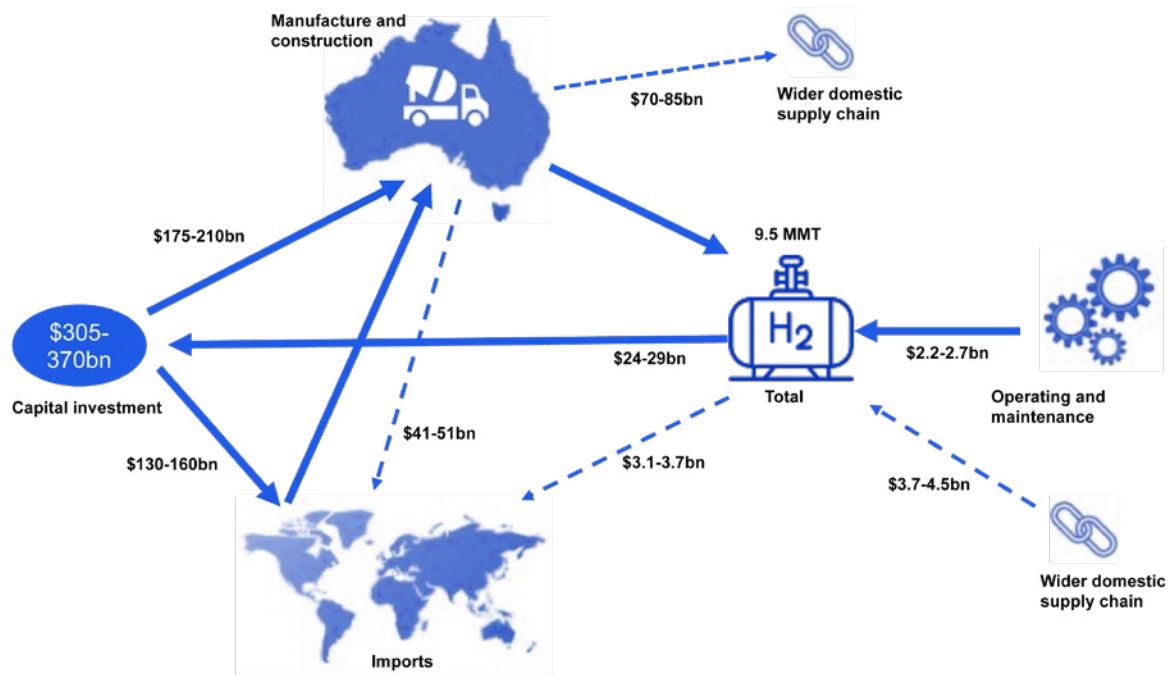 Manufacture and
construction
$70-85bn
Wider domestic
supply chain
$175-210bn
9.5 MMT
H2
$305-
370bn
$24-29bn
$2.2-2.7bn
Capital investment
Total
Operating and
maintenance
$41-51bn
$130-160bn
$3.1-3.7bn
$3.7-4.5bn
Wider domestic
supply chain
Imports